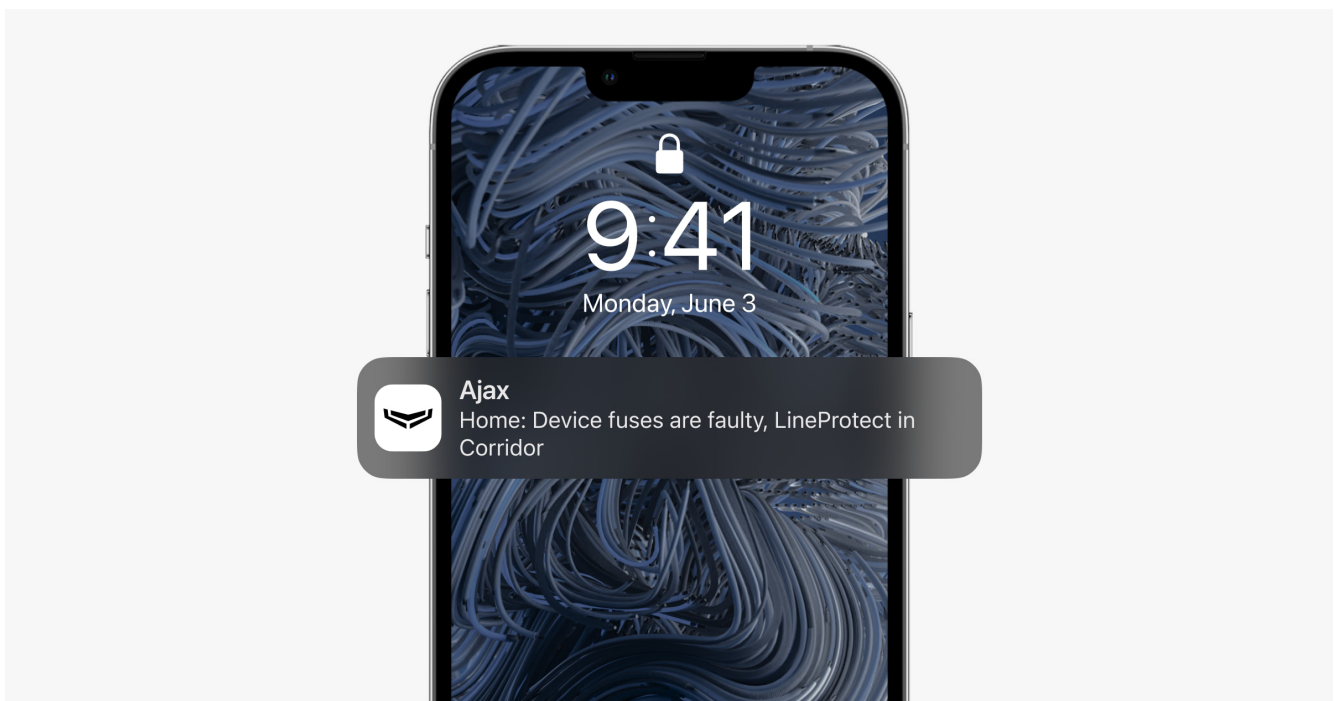 9:41
Monday, June 3
Ajax
Home: Device fuses are faulty, LineProtect in
Corridor